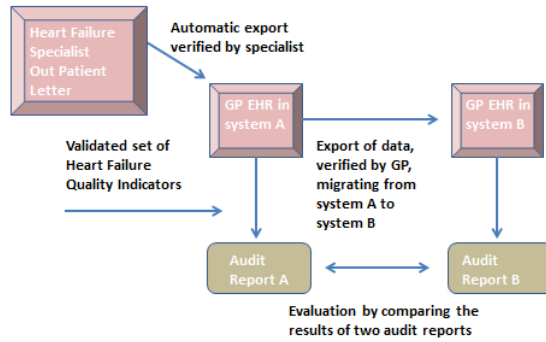 Heart Failure
Specialist
Out Patient
Letter
Automatic export
verified by specialist
GP EHR in
system A
GP EHR in
system B
Validated set of
Heart Failure
Quality Indicators
Export of data,
verified by GP,
migrating from
system A to
system B
Audit
Report A
Audit
Report B
Evaluation by comparing the
results of two audit reports